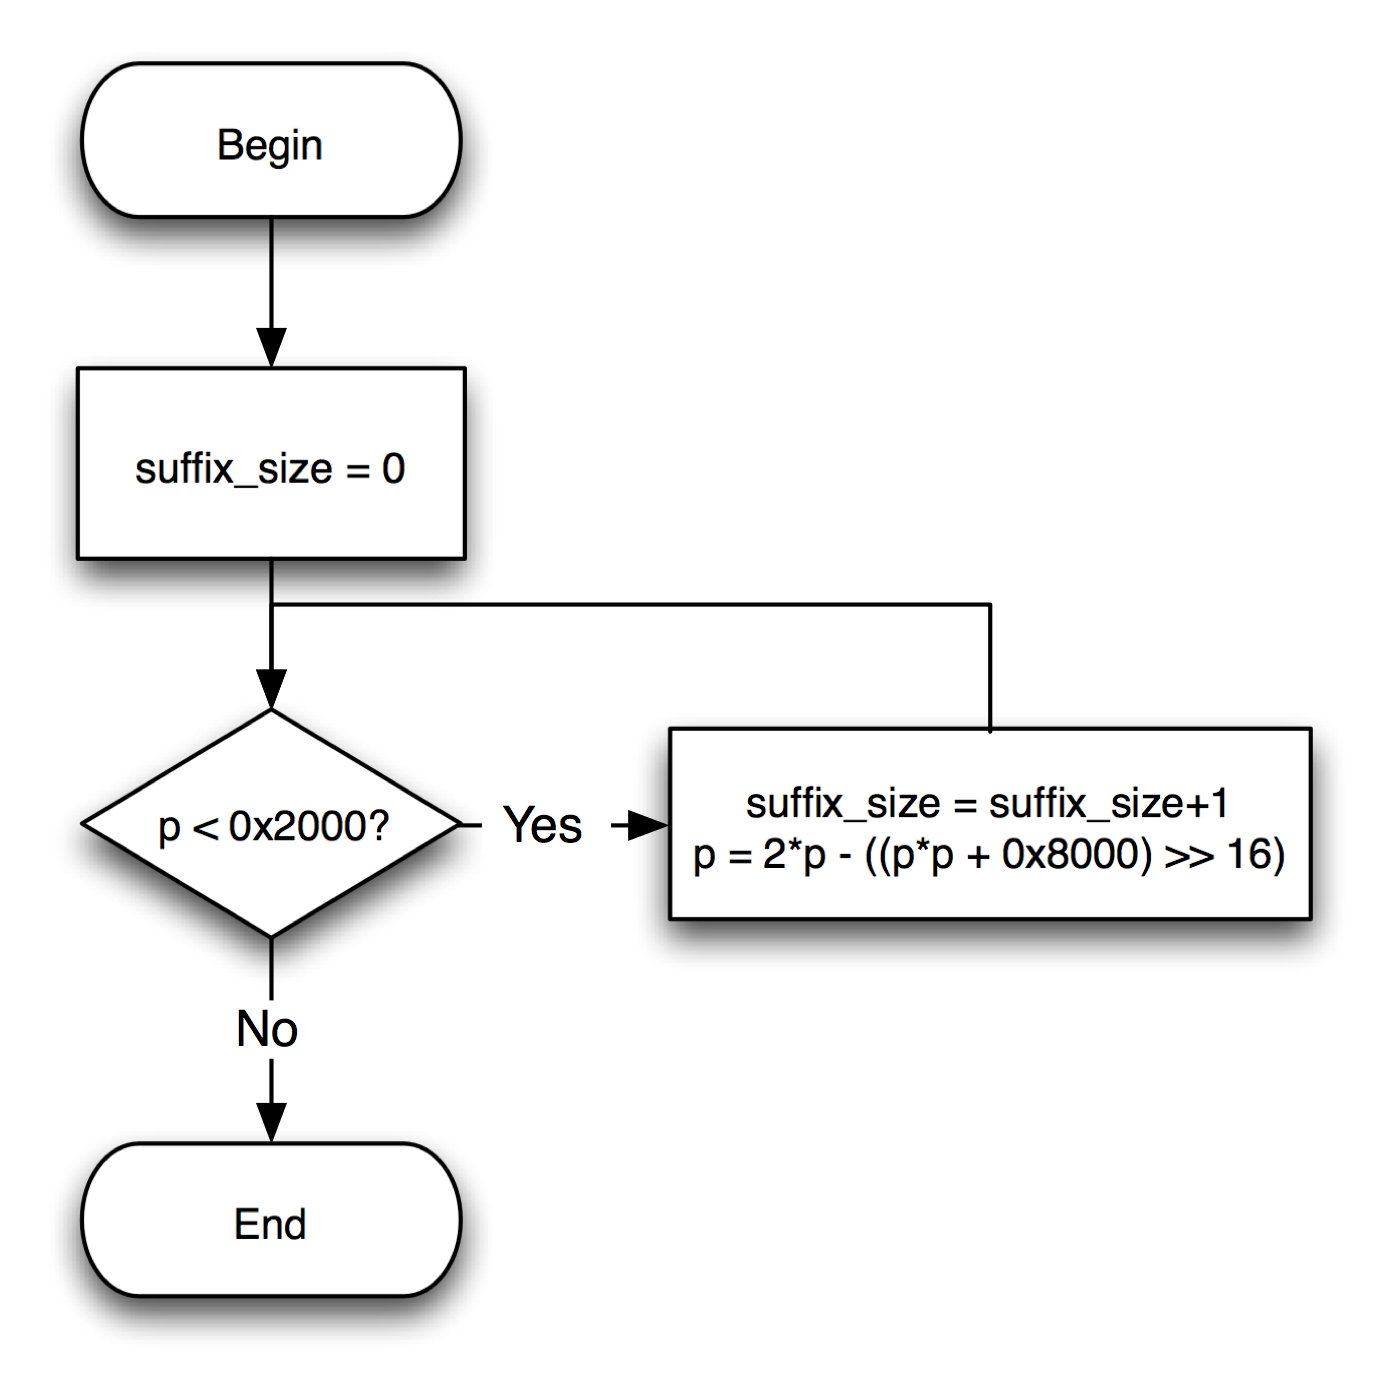 Begin
suffix_size = 0
p < 0x2000?
Yes
suffix_size = suffix_size+1
p = 2*p - ((p*p + 0x8000) >> 16)
No
End